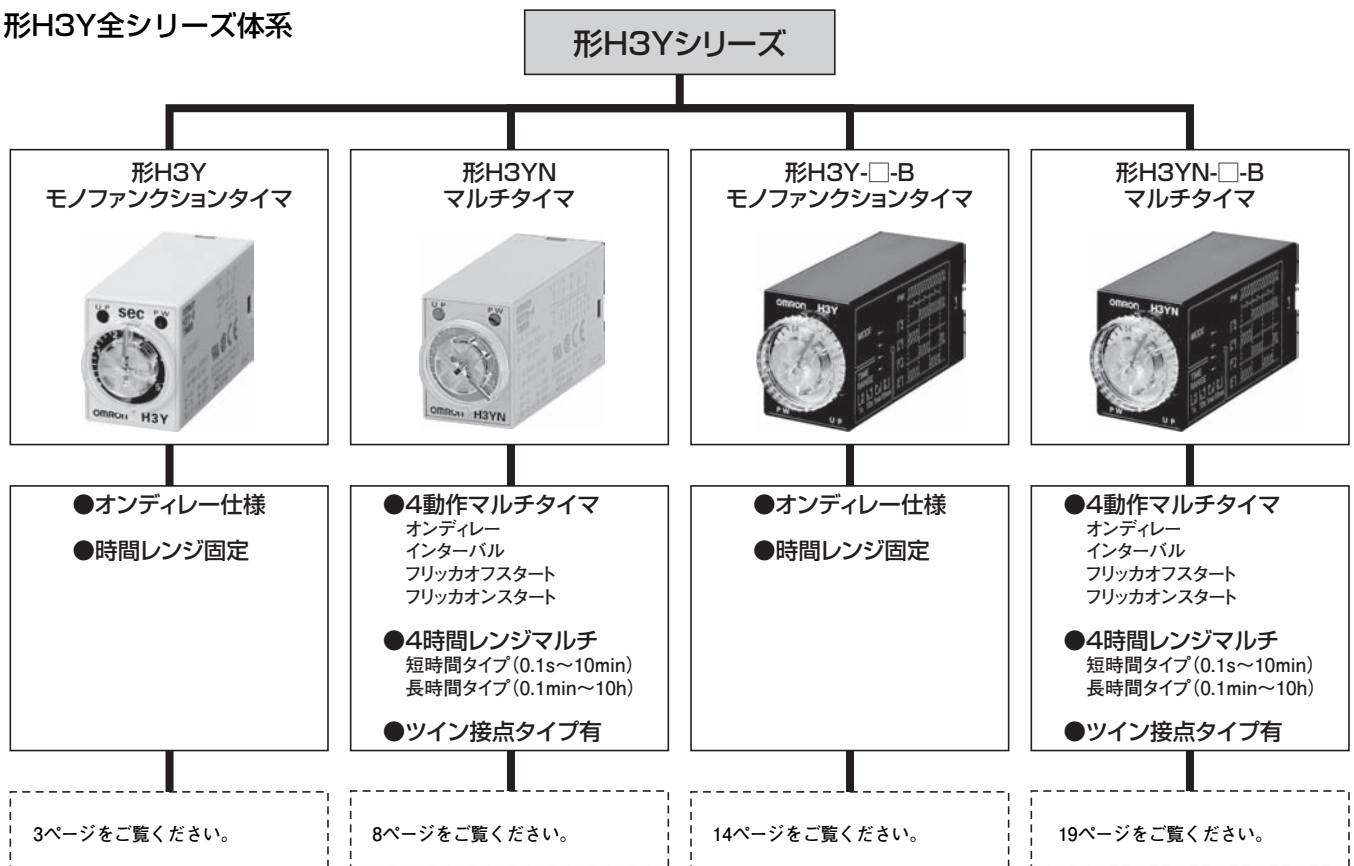 形H3Y全シリーズ体系
形H3Yシリーズ
形H3Y
モノファンクションタイマ
UP
sec
PW
OMRON H3Y
●オンディレー仕様
●時間レンジ固定
3ページをご覧ください。
形H3YN
マルチタイマ
UP
PW
OMRON H3YN
●4動作マルチタイマ
オンディレー
インターバル
フリッカオフスタート
フリッカオンスタート
●4時間レンジマルチ
短時間タイプ(0.1s~10min)
長時間タイプ(0.1min~10h)
●ツイン接点タイプ有
8ページをご覧ください。
形H3Y-□-B
モノファンクションタイマ
OMRON H3Y
PW
MODE
TIME
RANGE
PW
UP
●オンディレー仕様
●時間レンジ固定
14ページをご覧ください。
形H3YN-□-B
マルチタイマ
OMRON H3YN
PW
MODE
TIME
RANGE
PW
UP
●4動作マルチタイマ
オンディレー
インターバル
フリッカオフスタート
フリッカオンスタート
●4時間レンジマルチ
短時間タイプ(0.1s~10min)
長時間タイプ(0.1min~10h)
●ツイン接点タイプ有
19ページをご覧ください。